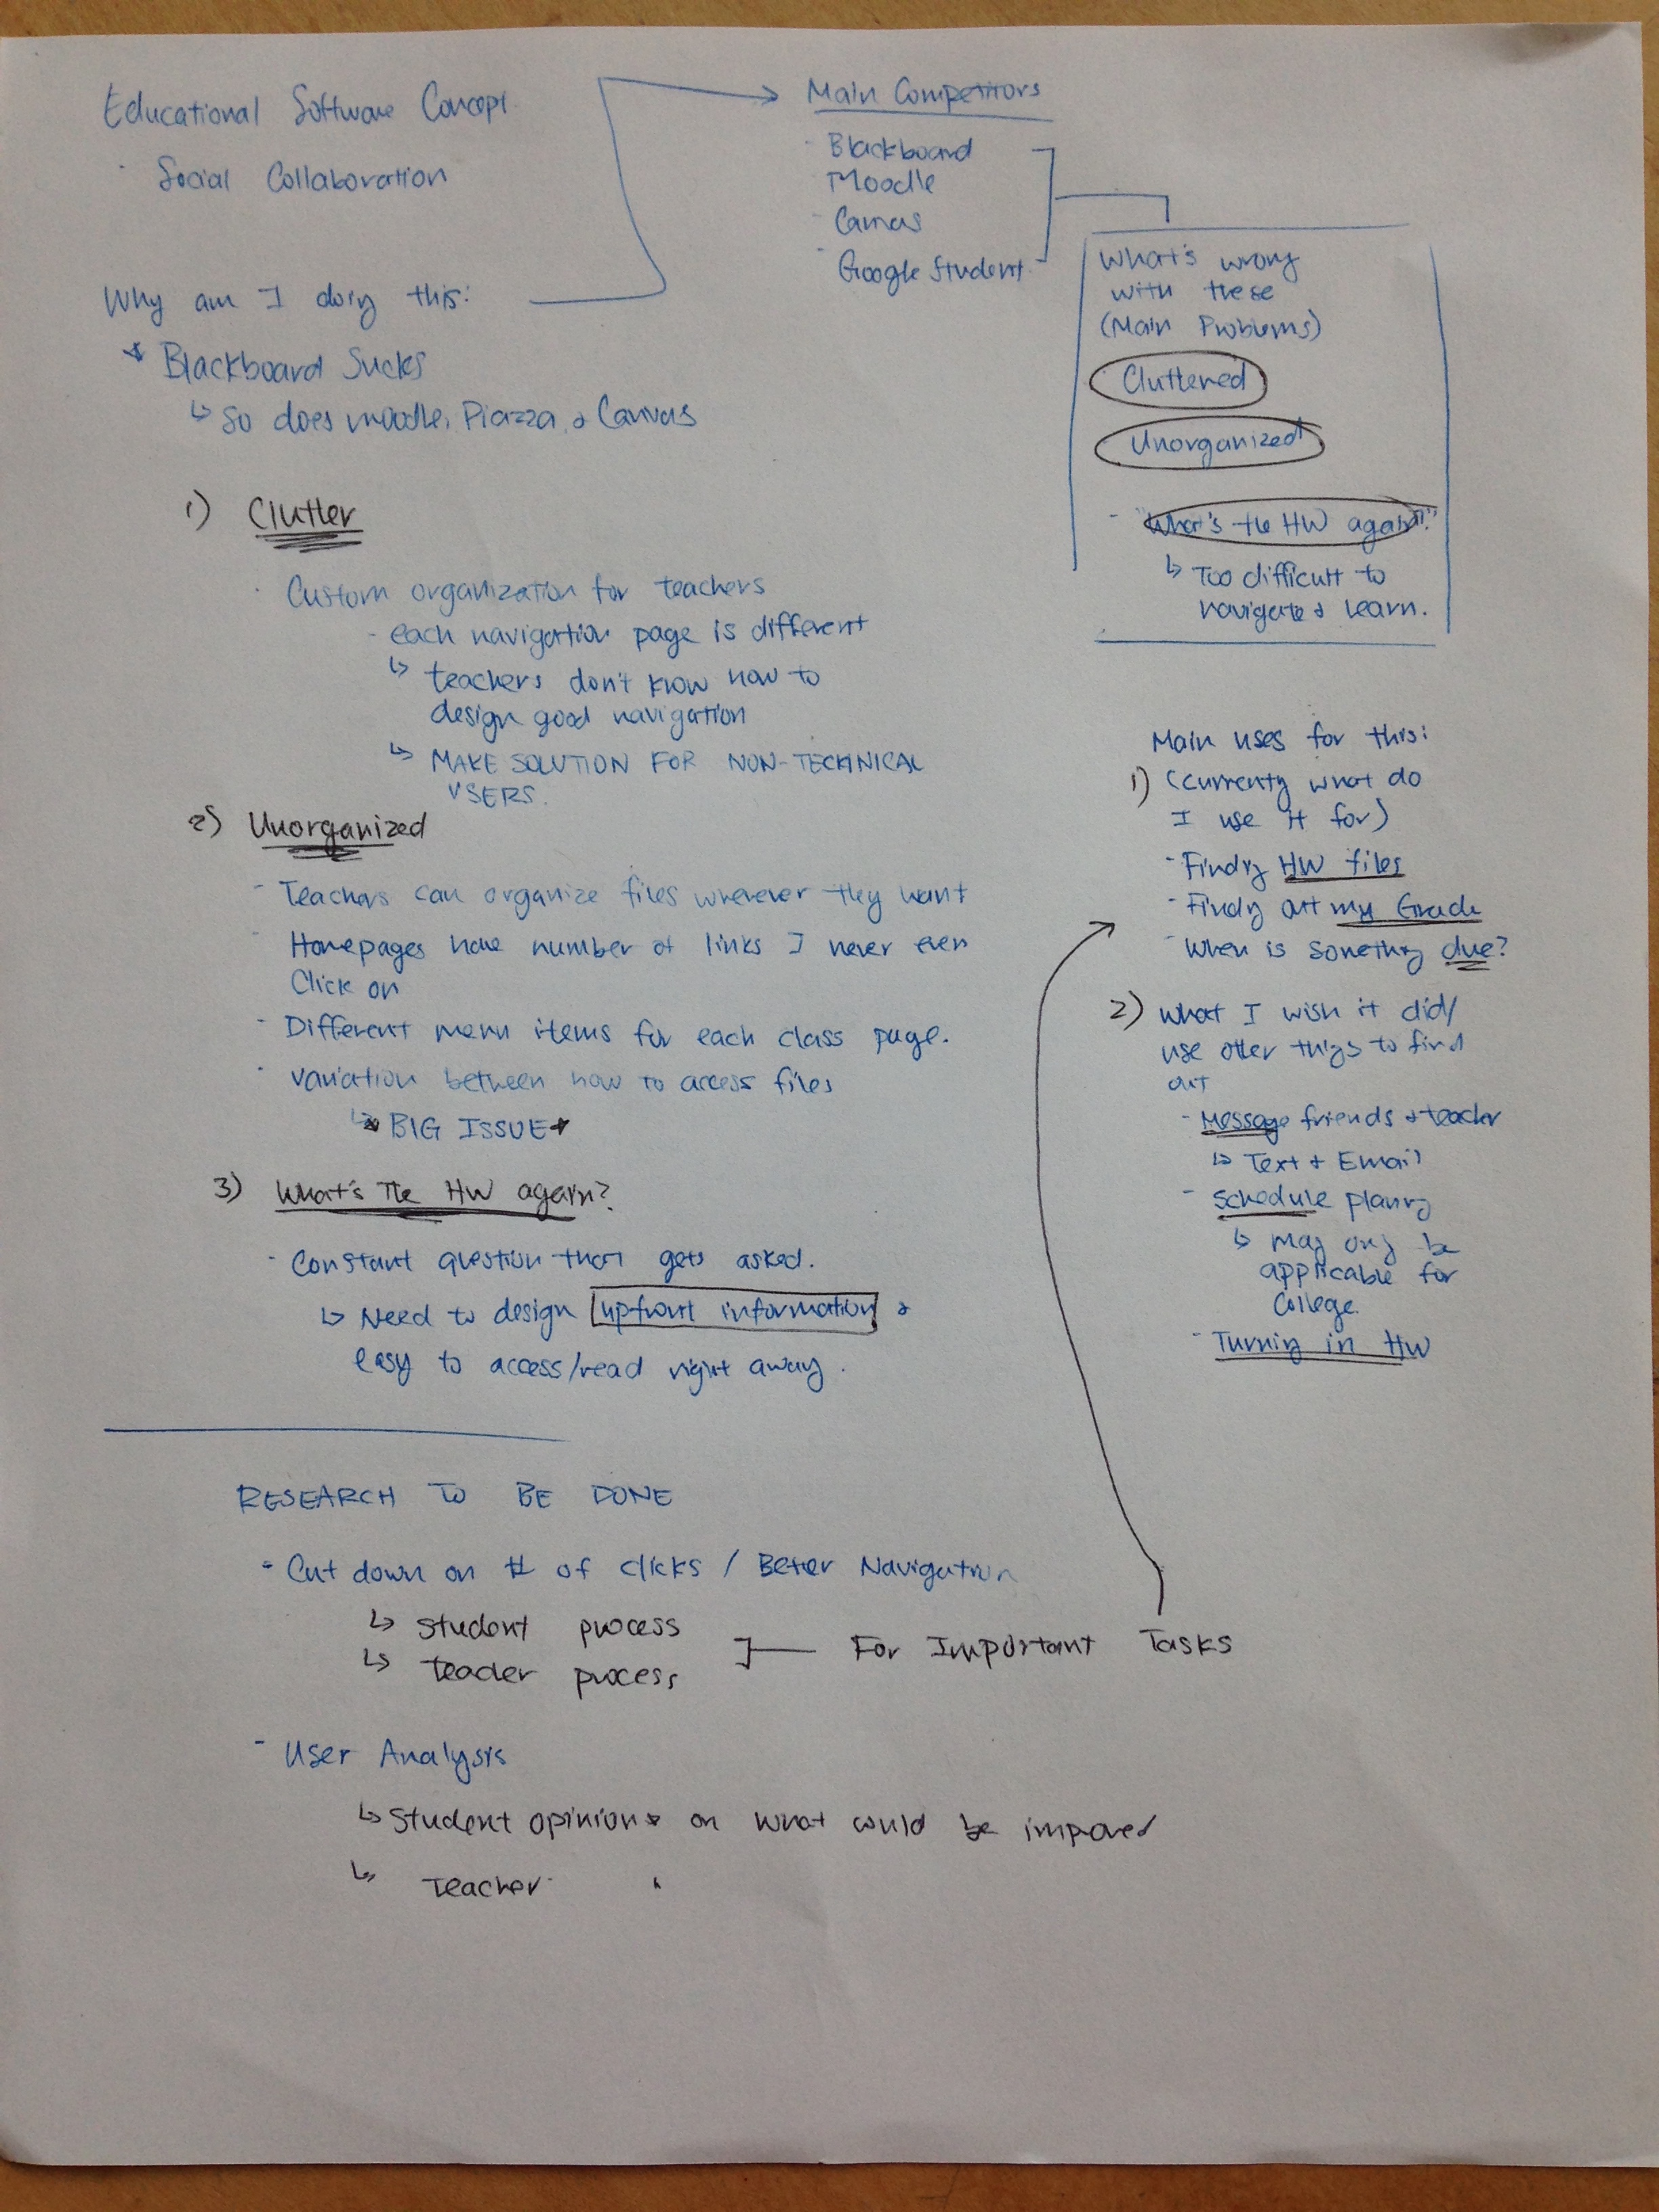 Educational Software Concept
- Social Collaboration
Why am I doing this:
* Blackboard Sucks
↳ So does moodle, Piazza, & Canvas
1) Clutter
- Custom organization for teachers
- each navigation page is different
↳ teachers don't know how to
design good navigation
↳ MAKE SOLUTION FOR NON-TECHNICAL
USERS.
2) Unorganized
- Teachers can organize files wherever they want
- Homepages have number of links I never even
Click on
- Different menu items for each class page.
- Variation between how to access files
↳ * BIG ISSUE *
3) What's The HW again?
- Constant question that gets asked.
↳ Need to design upfront information &
easy to access/read right away.
Main Competitors
- Blackboard
- Moodle
- Canvas
- Google Student
What's wrong
with these
(Main Problems)
Cluttered
Unorganized
- "What's the HW again?"
↳ Too difficult to
navigate & learn.
Main uses for this:
1) (currently what do
I use it for)
- Finding HW files
- Finding out my Grade
- When is something due?
2) What I wish it did/
use other things to find
out
- Message friends & teacher
↳ Text & Email
- Schedule planning
↳ may only be
applicable for
College.
- Turning in HW
RESEARCH TO BE DONE
- Cut down on # of clicks / Better Navigation
↳ Student process
↳ teacher process
For Important Tasks
- User Analysis
↳ Student opinions on what could be improved
↳ Teacher "